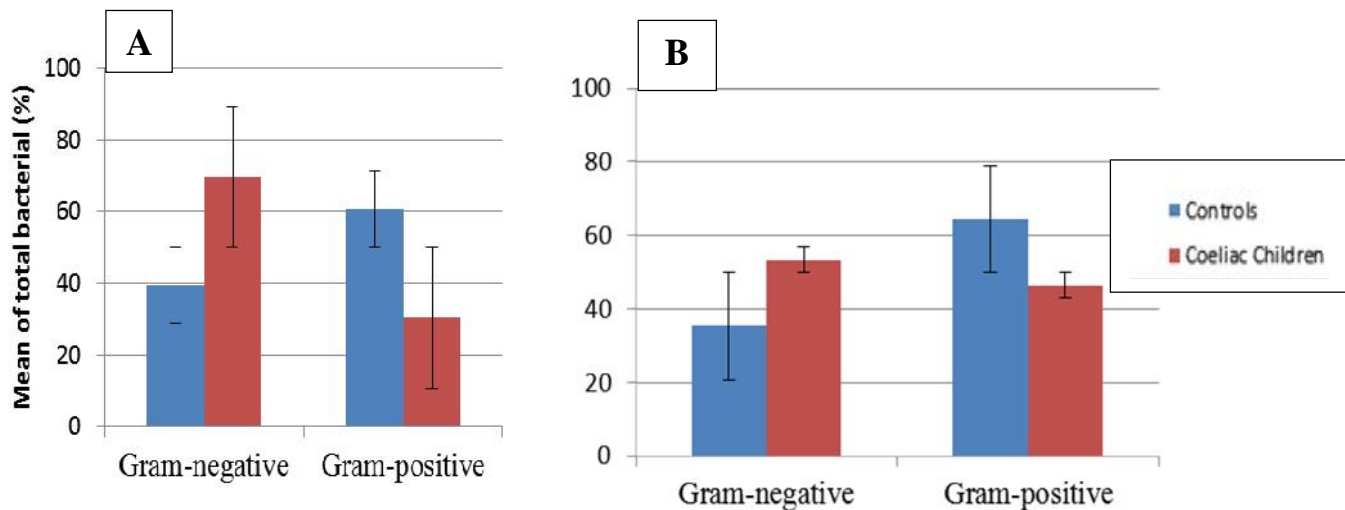 A
Mean of total bacterial (%)
100
80
60
40
20
0
Gram-negative Gram-positive
B
100
80
60
40
20
0
Gram-negative Gram-positive
Controls
Coeliac Children